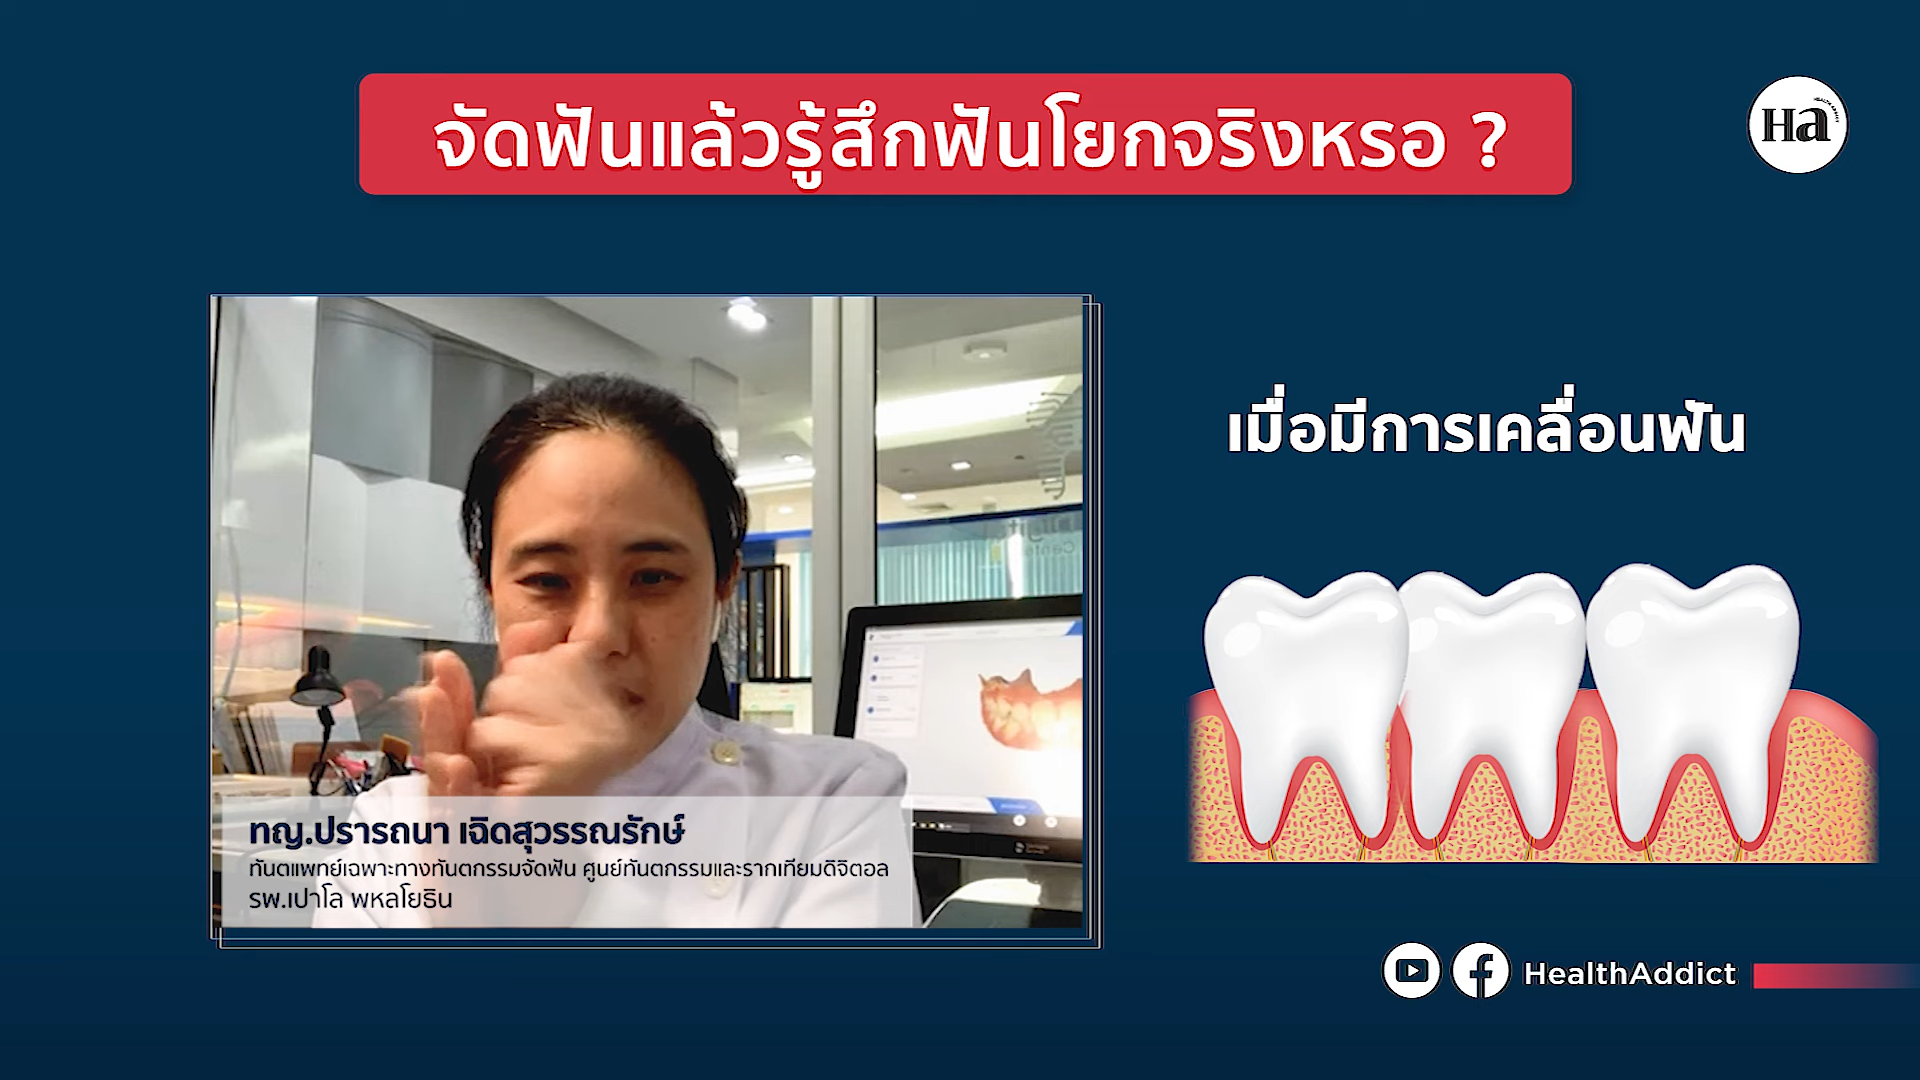 จัดฟันแล้วรู้สึกฟันโยกจริงหรอ ?
Ha
เมื่อมีการเคลื่อนฟัน
ทญ.ปรารถนา เฉิดสุวรรณรักษ์
ทันตแพทย์เฉพาะทางทันตกรรมจัดฟัน ศูนย์ทันตกรรมและรากเทียมดิจิตอล
รพ.เปาโล พหลโยธิน
HealthAddict